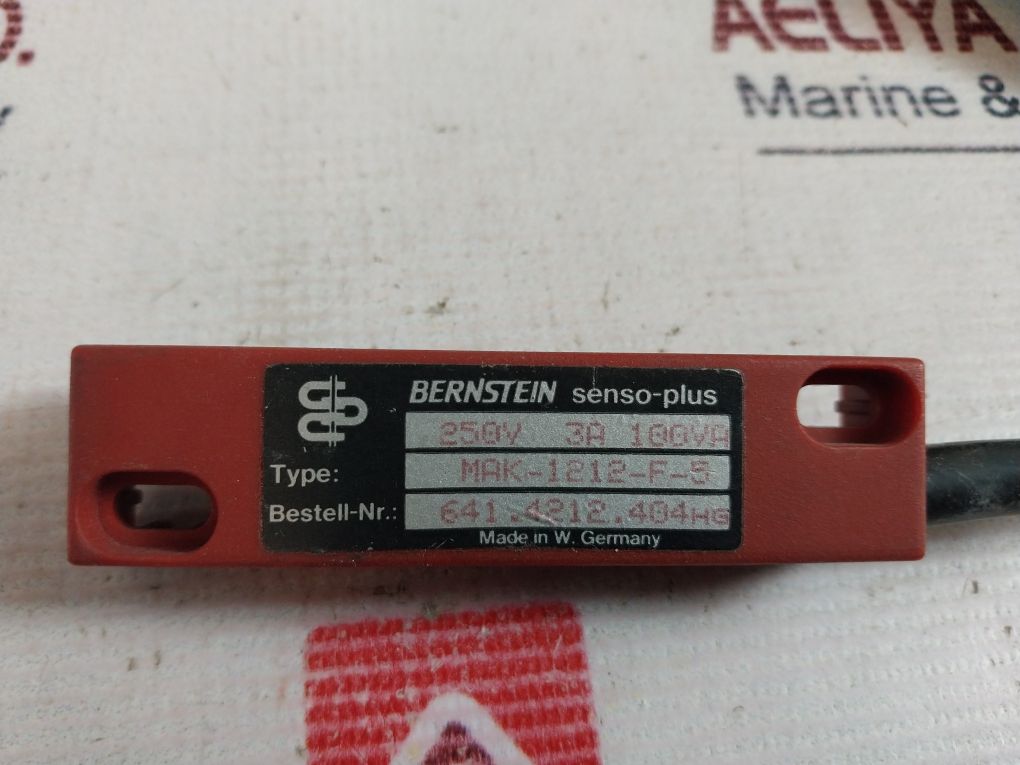 AELIYA
Marine &
BERNSTEIN senso-plus
250V 3A 100VA
Type: MAK-1212-F-5
Bestell-Nr.: 641.4212.404HG
Made in W. Germany